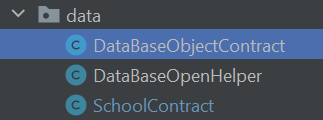 data
DataBaseObjectContract
DataBaseOpenHelper
SchoolContract